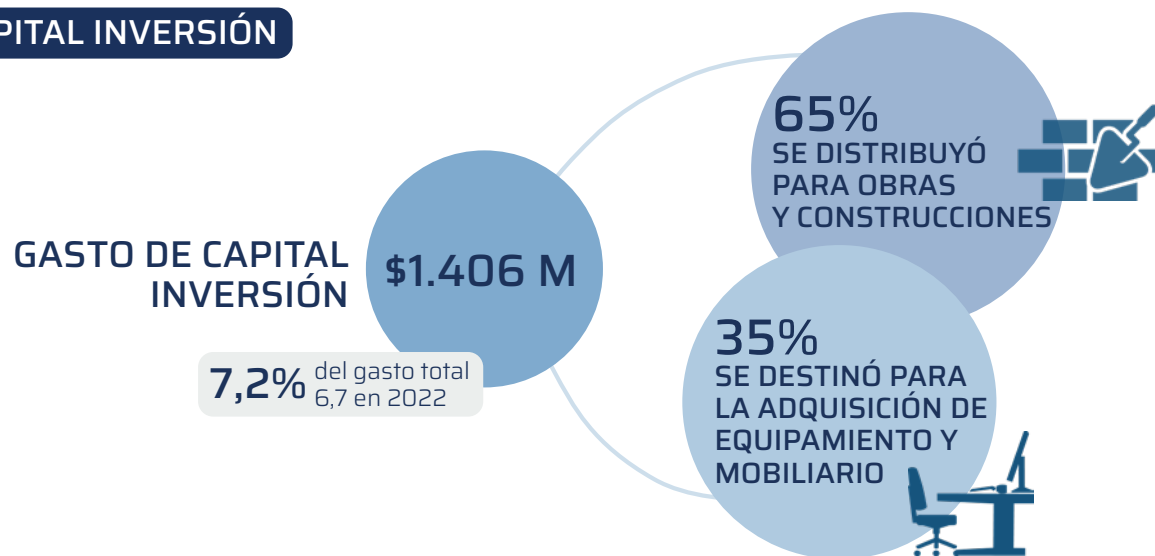 PITAL INVERSIÓN
GASTO DE CAPITAL
INVERSIÓN
$1.406 M
7,2% del gasto total
6,7 en 2022
65%
SE DISTRIBUYÓ
PARA OBRAS
Y CONSTRUCCIONES
35%
SE DESTINÓ PARA
LA ADQUISICIÓN DE
EQUIPAMIENTO Y
MOBILIARIO